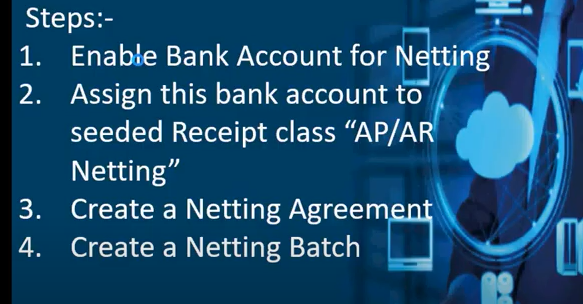 Steps:-
1. Enable Bank Account for Netting
2. Assign this bank account to
seeded Receipt class “AP/AR
Netting”
3. Create a Netting Agreement
4. Create a Netting Batch